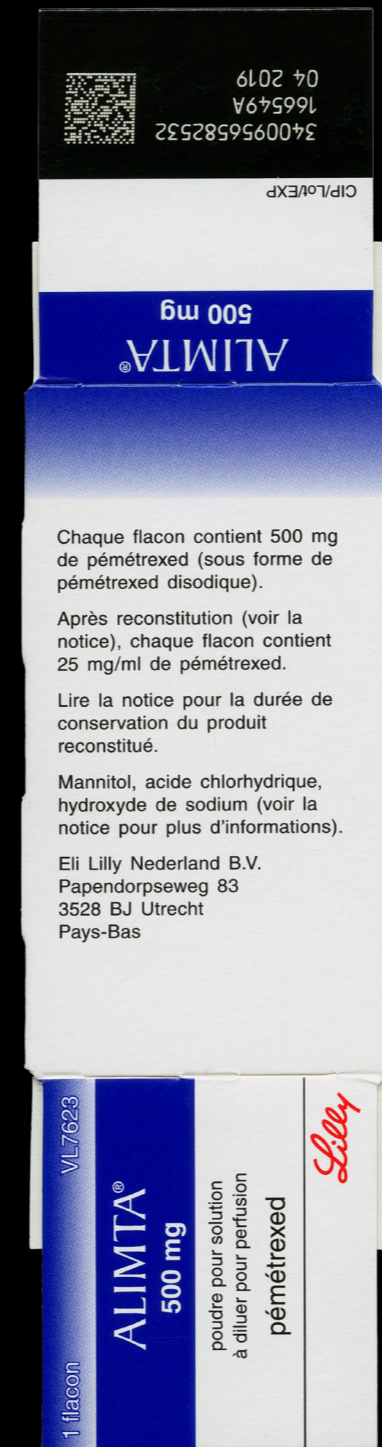 3400956582532
166549A
04 2019
CIP/Lot/EXP
ALIMTA®
500 mg
Chaque flacon contient 500 mg
de pémétrexed (sous forme de
pémétrexed disodique).
Après reconstitution (voir la
notice), chaque flacon contient
25 mg/ml de pémétrexed.
Lire la notice pour la durée de
conservation du produit
reconstitué.
Mannitol, acide chlorhydrique,
hydroxyde de sodium (voir la
notice pour plus d'informations).
Eli Lilly Nederland B.V.
Papendorpseweg 83
3528 BJ Utrecht
Pays-Bas
1 flacon VL7623
ALIMTA®
500 mg
poudre pour solution
à diluer pour perfusion
pémétrexed
Lilly